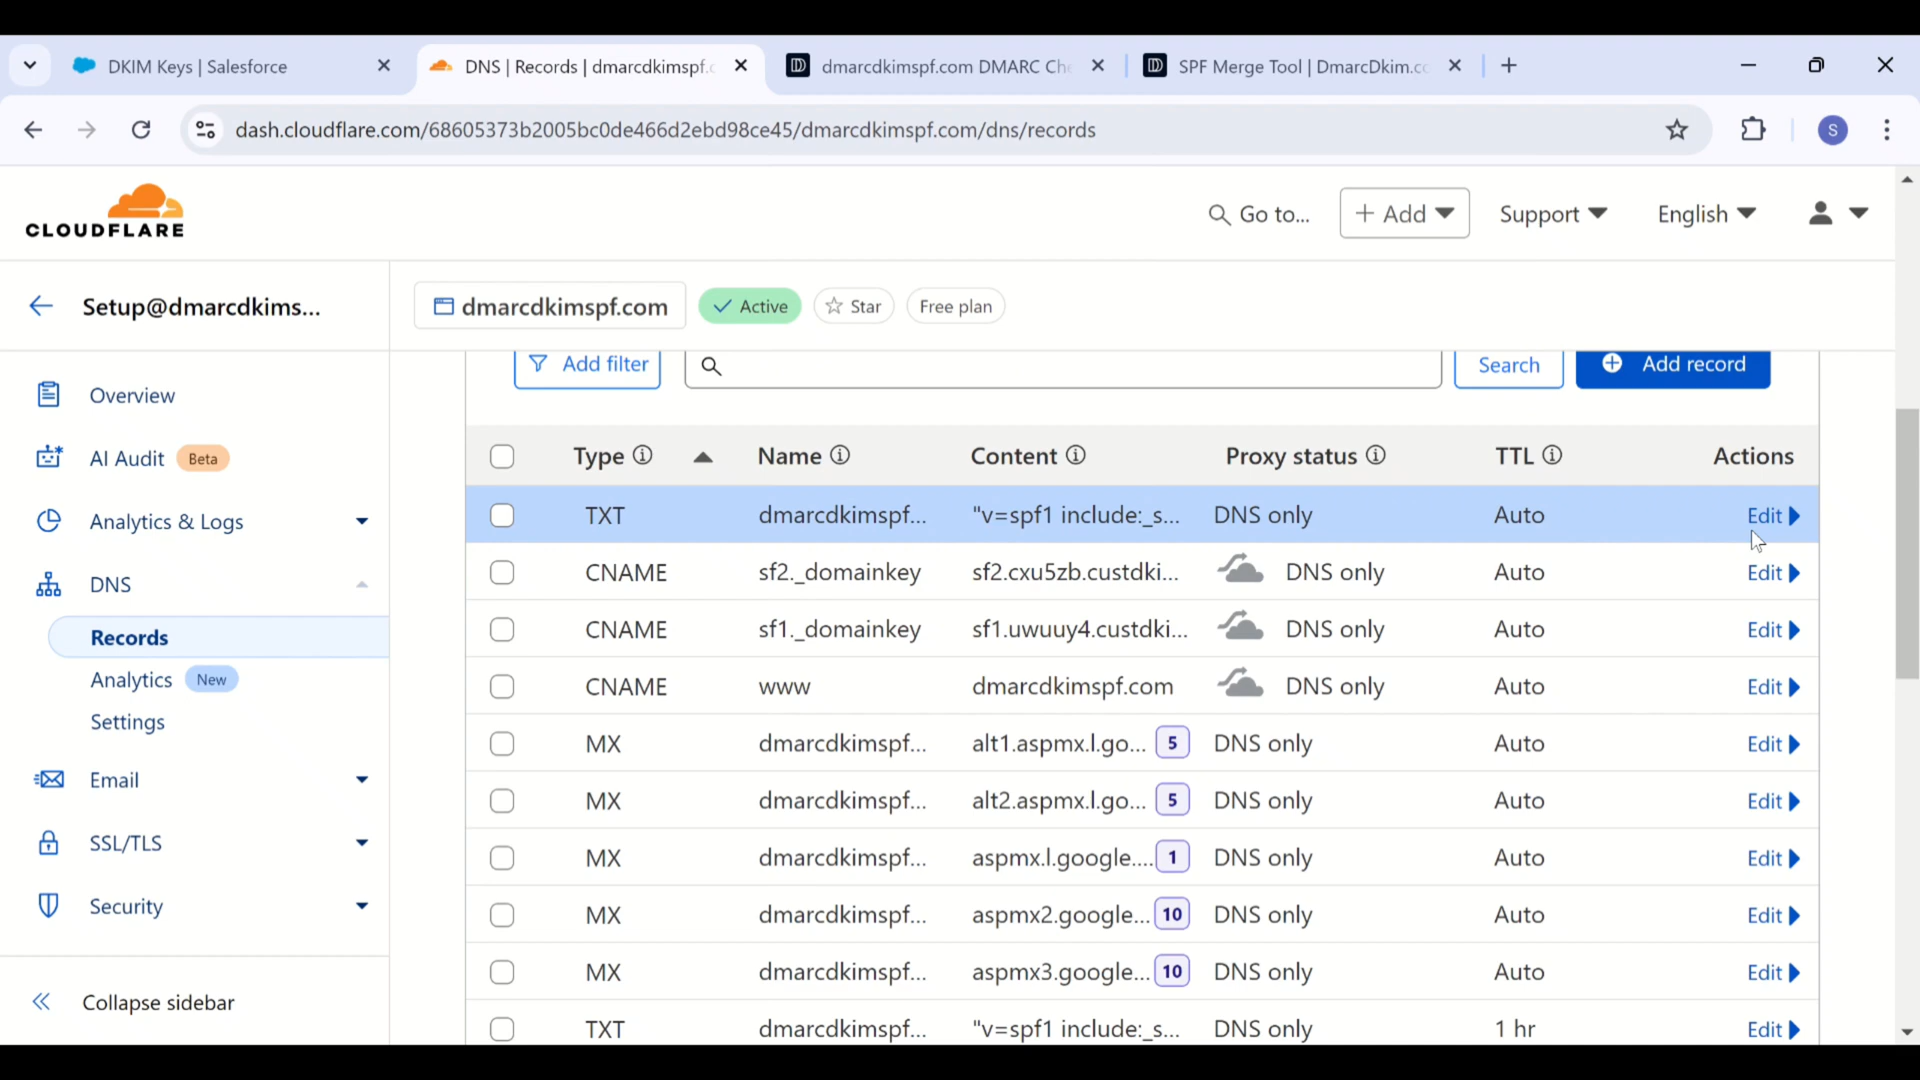 DKIM Keys | Salesforce
DNS | Records | dmarcdkimspf.c
dmarcdkimspf.com DMARC Che
SPF Merge Tool | DmarcDkim.co
dash.cloudflare.com/68605373b2005bc0de466d2ebd98ce45/dmarcdkimspf.com/dns/records
S
CLOUDFLARE
Go to...
Add
Support
English
Setup@dmarcdkims...
dmarcdkimspf.com
Active
Star
Free plan
Overview
AI Audit Beta
Analytics & Logs
DNS
Records
Analytics New
Settings
Email
SSL/TLS
Security
Collapse sidebar
Add filter
Search
Add record
Type Name Content Proxy status TTL Actions
TXT dmarcdkimspf... "v=spf1 include:_s... DNS only Auto Edit
CNAME sf2._domainkey sf2.cxu5zb.custdki... DNS only Auto Edit
CNAME sf1._domainkey sf1.uwuuy4.custdki... DNS only Auto Edit
CNAME www dmarcdkimspf.com DNS only Auto Edit
MX dmarcdkimspf... alt1.aspmx.l.go... 5 DNS only Auto Edit
MX dmarcdkimspf... alt2.aspmx.l.go... 5 DNS only Auto Edit
MX dmarcdkimspf... aspmx.l.google.... 1 DNS only Auto Edit
MX dmarcdkimspf... aspmx2.google... 10 DNS only Auto Edit
MX dmarcdkimspf... aspmx3.google... 10 DNS only Auto Edit
TXT dmarcdkimspf... "v=spf1 include:_s... DNS only 1 hr Edit